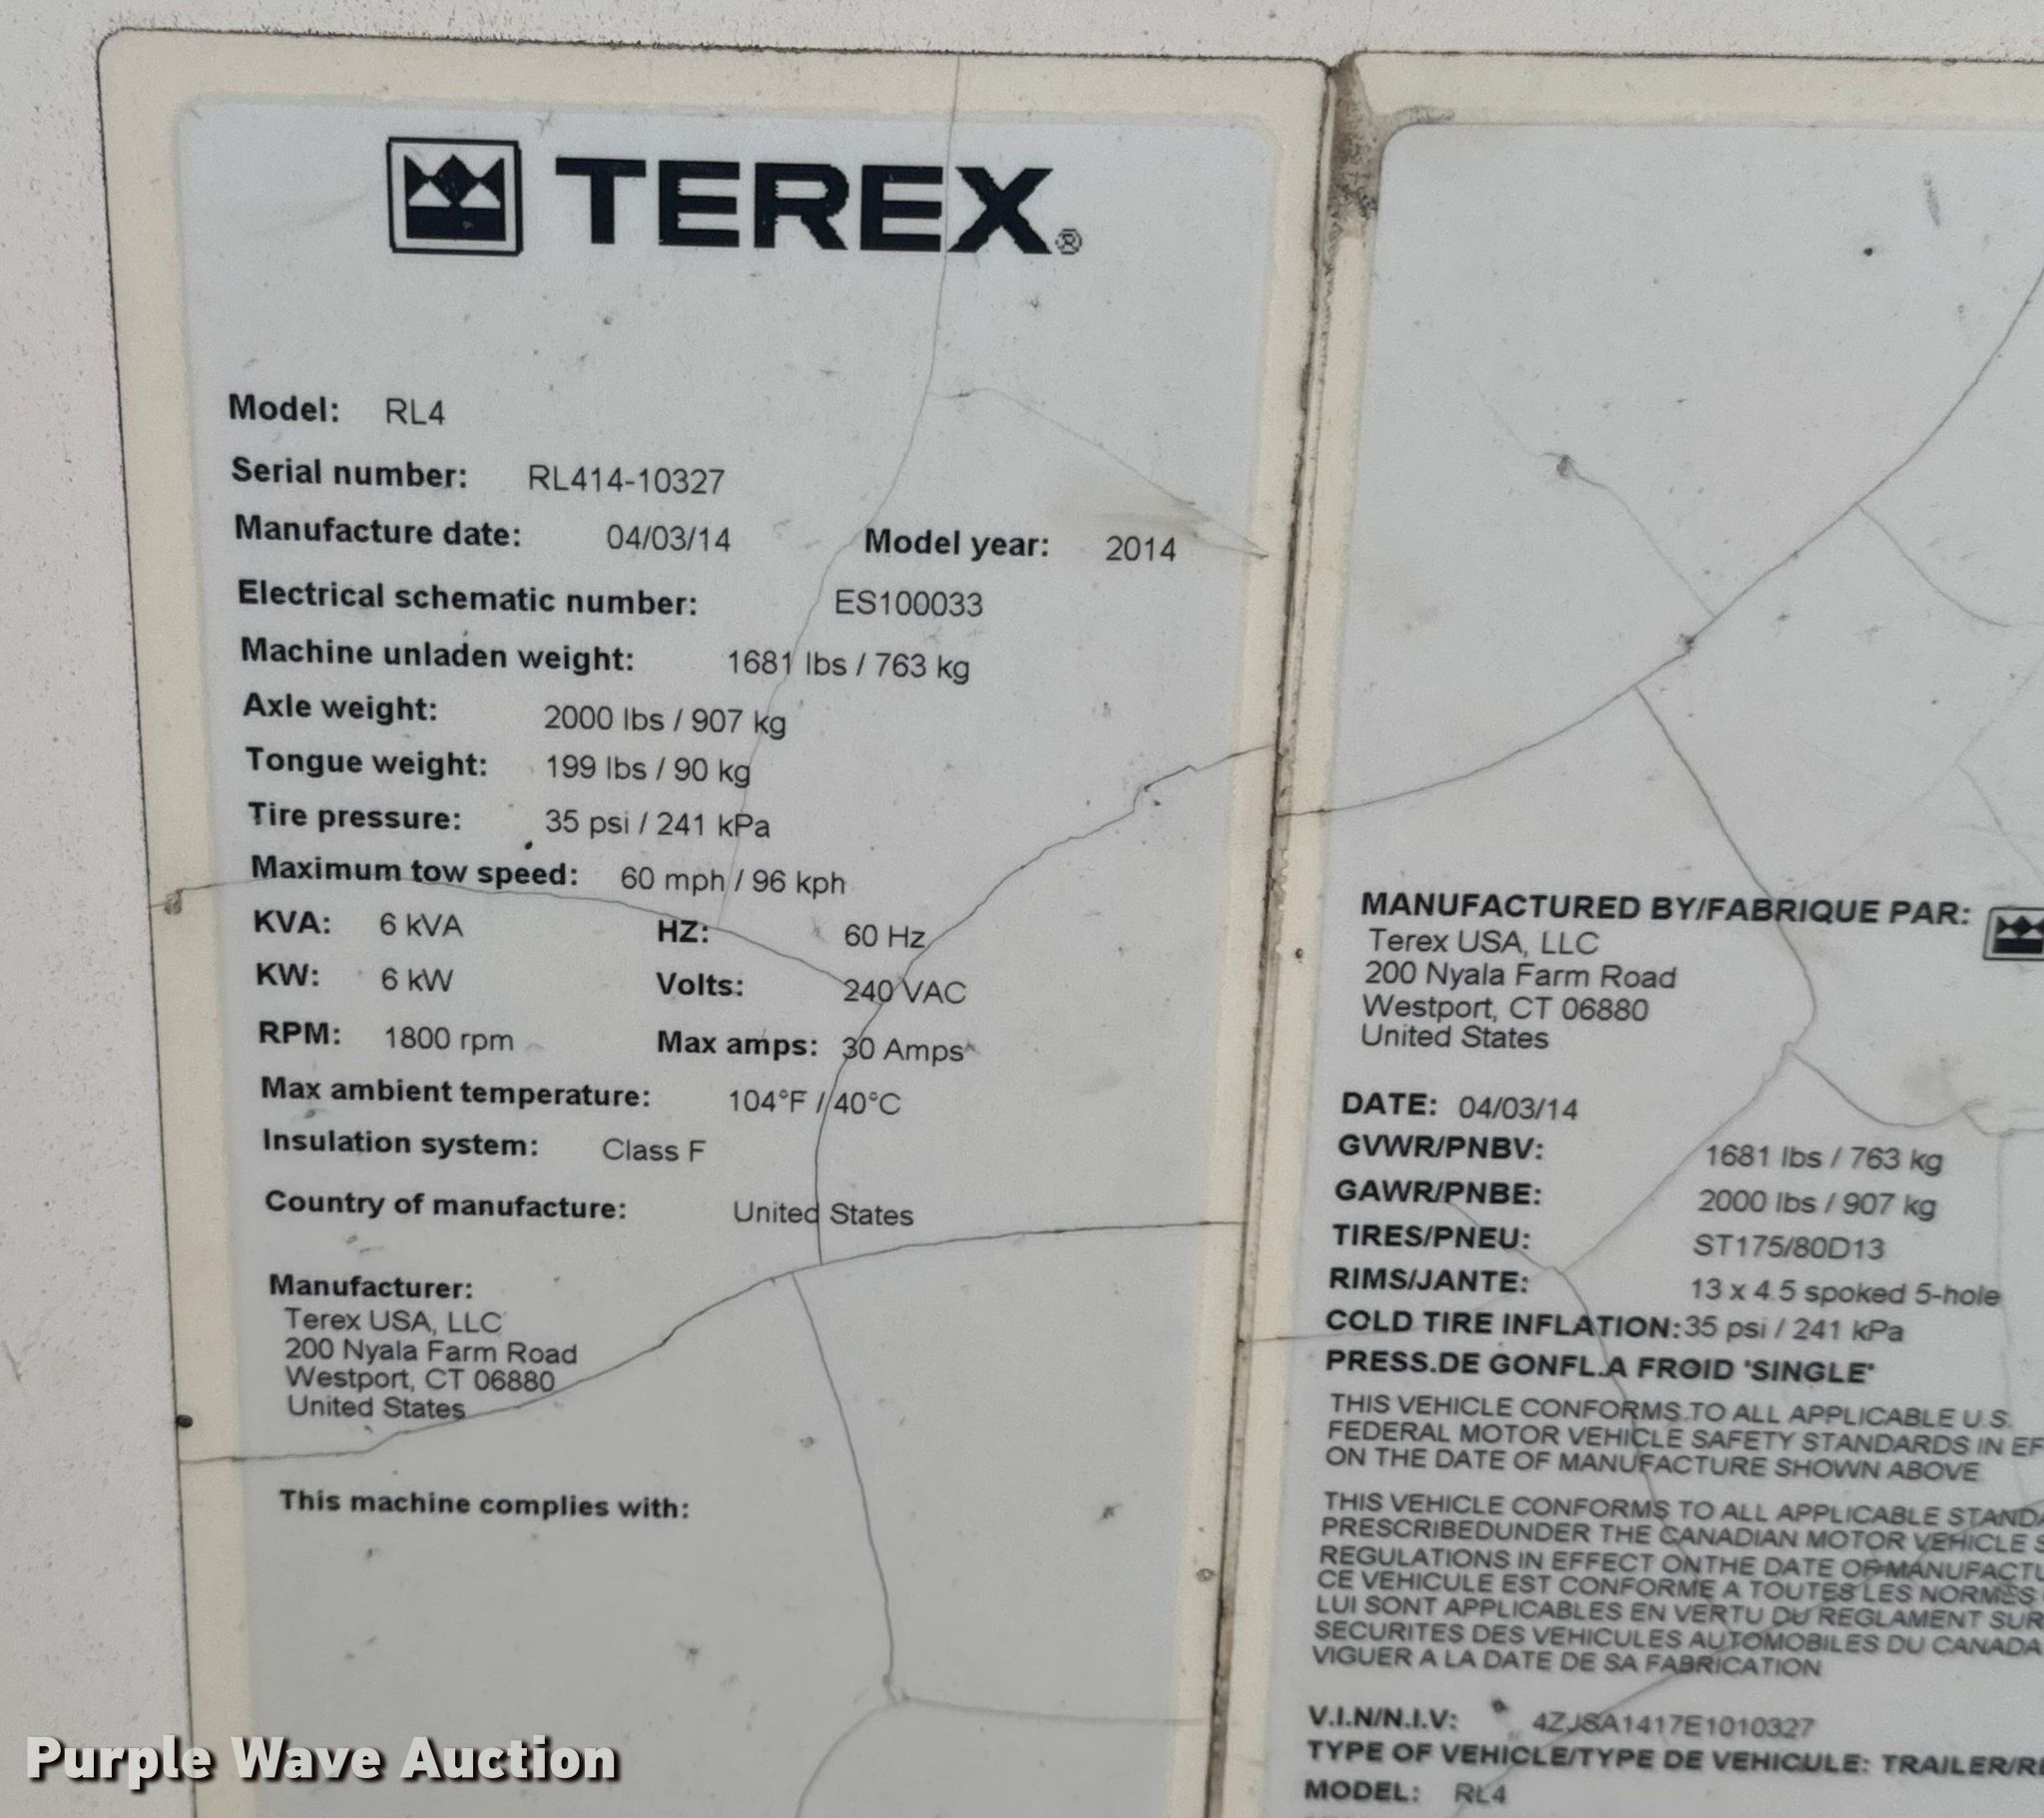 TEREX®
Model: RL4
Serial number: RL414-10327
Manufacture date: 04/03/14 Model year: 2014
Electrical schematic number: ES100033
Machine unladen weight: 1681 lbs / 763 kg
Axle weight: 2000 lbs / 907 kg
Tongue weight: 199 lbs / 90 kg
Tire pressure: 35 psi / 241 kPa
Maximum tow speed: 60 mph / 96 kph
KVA: 6 kVA HZ: 60 Hz
KW: 6 kW Volts: 240 VAC
RPM: 1800 rpm Max amps: 30 Amps
Max ambient temperature: 104°F / 40°C
Insulation system: Class F
Country of manufacture: United States
Manufacturer:
Terex USA, LLC
200 Nyala Farm Road
Westport, CT 06880
United States
This machine complies with:
MANUFACTURED BY/FABRIQUE PAR:
Terex USA, LLC
200 Nyala Farm Road
Westport, CT 06880
United States
DATE: 04/03/14
GVWR/PNBV: 1681 lbs / 763 kg
GAWR/PNBE: 2000 lbs / 907 kg
TIRES/PNEU: ST175/80D13
RIMS/JANTE: 13 x 4.5 spoked 5-hole
COLD TIRE INFLATION: 35 psi / 241 kPa
PRESS.DE GONFL.A FROID 'SINGLE'
THIS VEHICLE CONFORMS TO ALL APPLICABLE U.S.
FEDERAL MOTOR VEHICLE SAFETY STANDARDS IN
ON THE DATE OF MANUFACTURE SHOWN ABOVE
THIS VEHICLE CONFORMS TO ALL APPLICABLE
PRESCRIBEDUNDER THE CANADIAN MOTOR VEHICLE
REGULATIONS IN EFFECT ONTHE DATE OF
CE VEHICULE EST CONFORME A TOUTES LES NORMES
LUI SONT APPLICABLES EN VERTU DU REGLAMENT SUR
SECURITES DES VEHICULES AUTOMOBILES DU CANADA
VIGUER A LA DATE DE SA FABRICATION
V.I.N/N.I.V: 4ZJSA1417E1010327
TYPE OF VEHICLE/TYPE DE VEHICULE: TRAILER/
MODEL: RL4
Purple Wave Auction